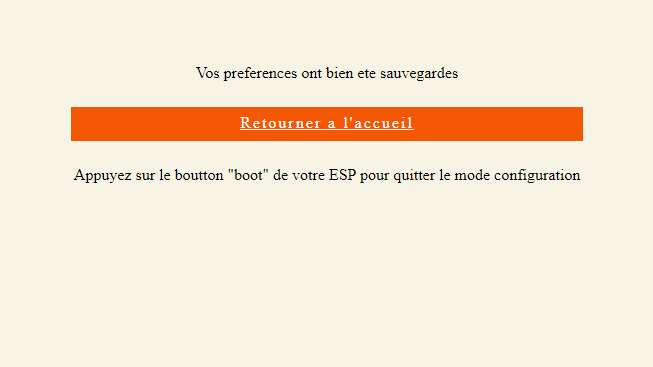 Vos preferences ont bien ete sauvegardes
Retourner a l'accueil
Appuyez sur le boutton "boot" de votre ESP pour quitter le mode configuration